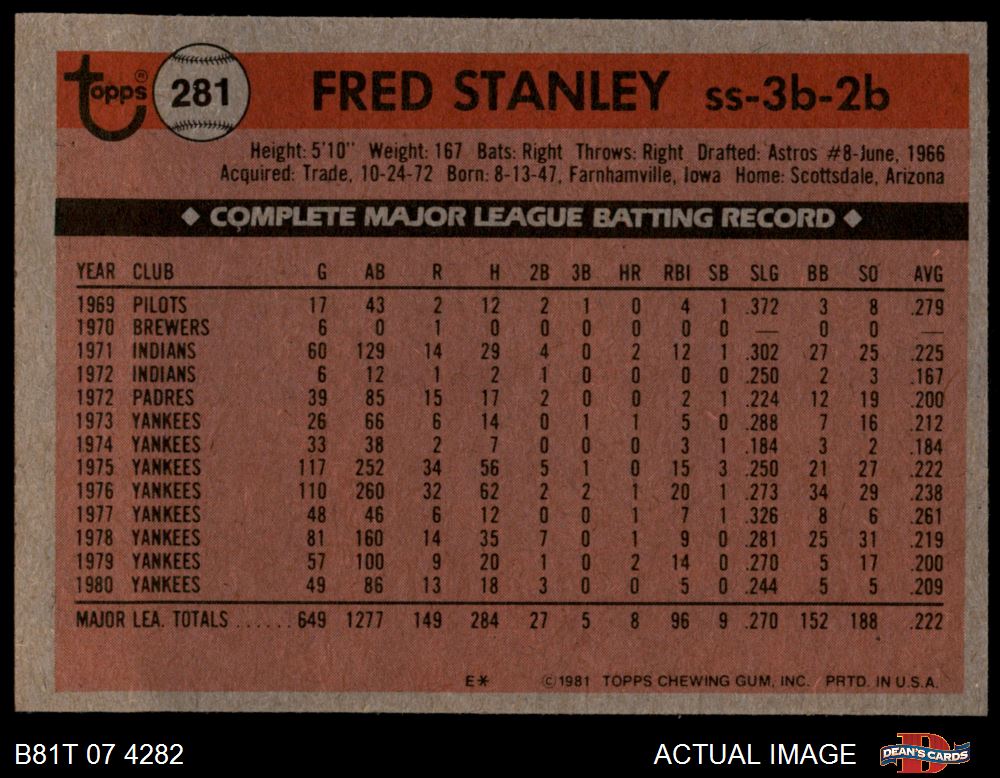 Topps® 281 FRED STANLEY ss-3b-2b
Height: 5'10" Weight: 167 Bats: Right Throws: Right Drafted: Astros #8-June, 1966
Acquired: Trade, 10-24-72 Born: 8-13-47, Farnhamville, Iowa Home: Scottsdale, Arizona
◆ COMPLETE MAJOR LEAGUE BATTING RECORD ◆
YEAR CLUB G AB R H 2B 3B HR RBI SB SLG BB SO AVG
1969 PILOTS 17 43 2 12 2 1 0 4 1 .372 3 8 .279
1970 BREWERS 6 0 1 0 0 0 0 0 0 — 0 0 —
1971 INDIANS 60 129 14 29 4 0 2 12 1 .302 27 25 .225
1972 INDIANS 6 12 1 2 1 0 0 0 0 .250 2 3 .167
1972 PADRES 39 85 15 17 2 0 0 2 1 .224 12 19 .200
1973 YANKEES 26 66 6 14 0 1 1 5 0 .288 7 16 .212
1974 YANKEES 33 38 2 7 0 0 0 3 1 .184 3 2 .184
1975 YANKEES 117 252 34 56 5 1 0 15 3 .250 21 27 .222
1976 YANKEES 110 260 32 62 2 2 1 20 1 .273 34 29 .238
1977 YANKEES 48 46 6 12 0 0 1 7 1 .326 8 6 .261
1978 YANKEES 81 160 14 35 7 0 1 9 0 .281 25 31 .219
1979 YANKEES 57 100 9 20 1 0 2 14 0 .270 5 17 .200
1980 YANKEES 49 86 13 18 3 0 0 5 0 .244 5 5 .209
MAJOR LEA. TOTALS ...... 649 1277 149 284 27 5 8 96 9 .270 152 188 .222
E* ©1981 TOPPS CHEWING GUM, INC. PRTD. IN U.S.A.
B81T 07 4282 ACTUAL IMAGE DEAN'S CARDS